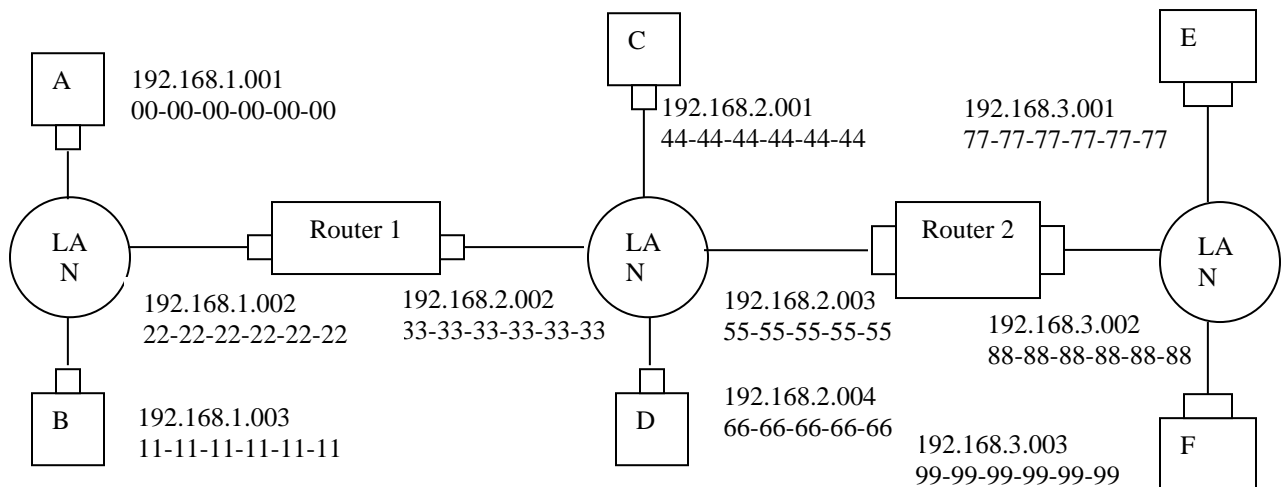 C
E
A
192.168.1.001
00-00-00-00-00-00
192.168.2.001
44-44-44-44-44-44
192.168.3.001
77-77-77-77-77-77
LA
N
Router 1
LA
N
Router 2
LA
N
192.168.1.002
22-22-22-22-22-22
192.168.2.002
33-33-33-33-33-33
192.168.2.003
55-55-55-55-55
192.168.3.002
88-88-88-88-88-88
B
192.168.1.003
11-11-11-11-11-11
D
192.168.2.004
66-66-66-66-66
192.168.3.003
99-99-99-99-99-99
F